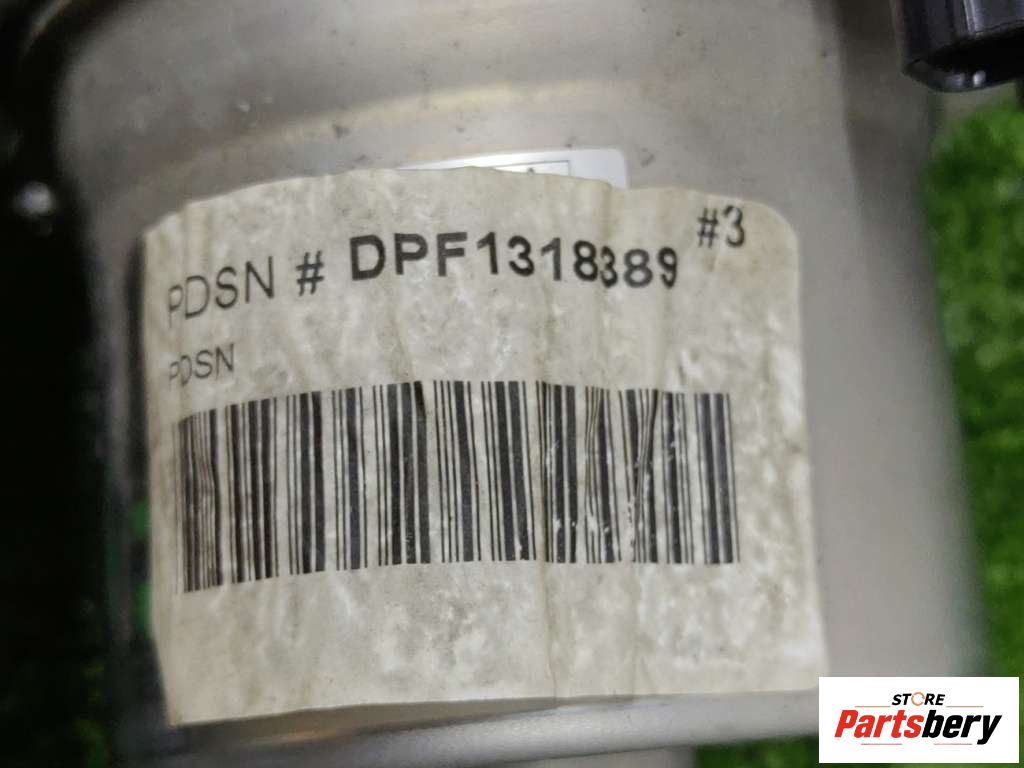 PDSN # DPF1318389 #3
PDSN
STORE
Partsbery